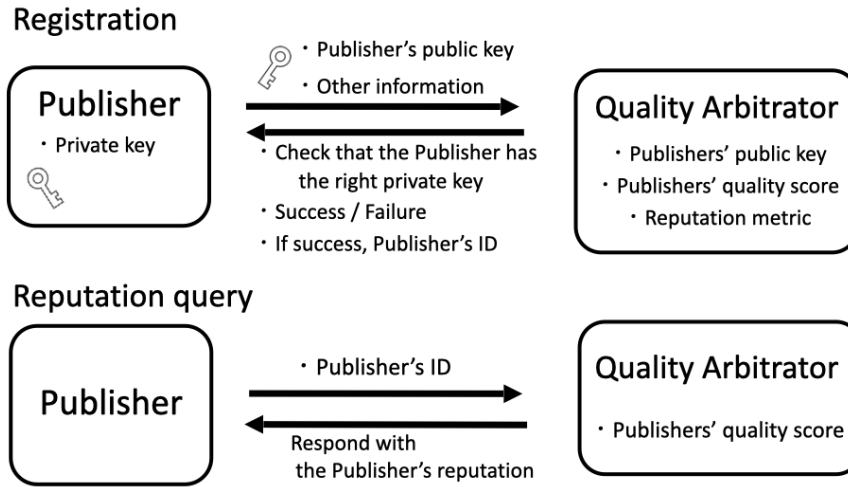 Registration
Publisher
・Private key
・Publisher's public key
・Other information
・Check that the Publisher has
the right private key
・Success / Failure
・If success, Publisher's ID
Quality Arbitrator
・Publishers' public key
・Publishers' quality score
・Reputation metric
Reputation query
Publisher
・Publisher's ID
Respond with
the Publisher's reputation
Quality Arbitrator
・Publishers' quality score